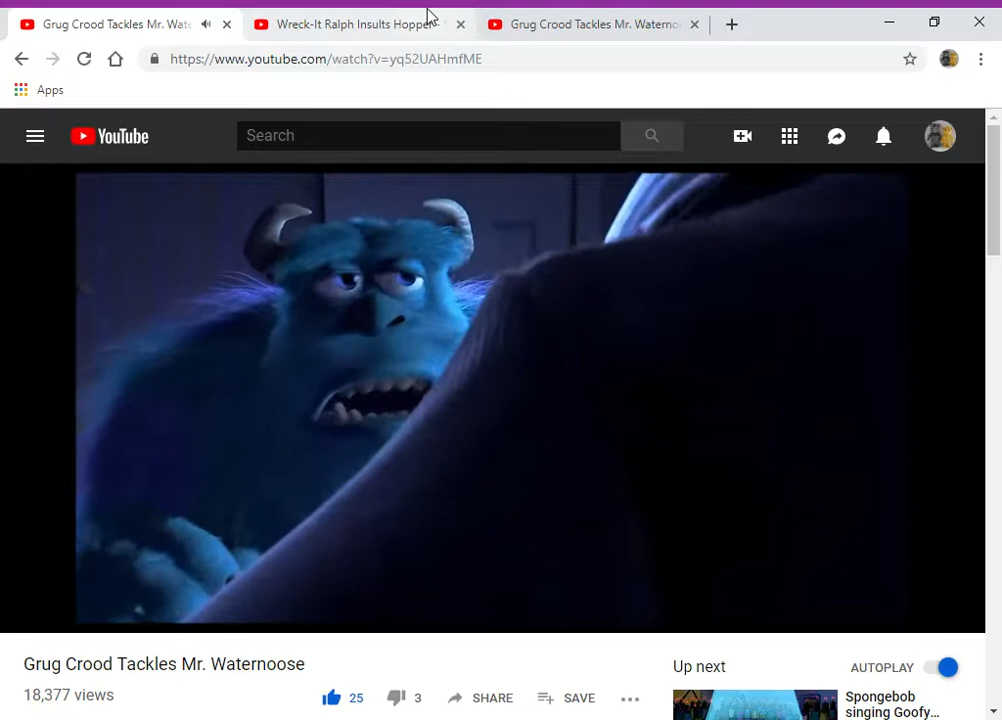 Grug Crood Tackles Mr. Wate
Wreck-It Ralph Insults Hopper
Grug Crood Tackles Mr. Waterno
https://www.youtube.com/watch?v=yq52UAHmfME
Apps
YouTube
Search
Grug Crood Tackles Mr. Waternoose
18,377 views
25
3
SHARE
SAVE
Up next
AUTOPLAY
Spongebob
singing Goofy...